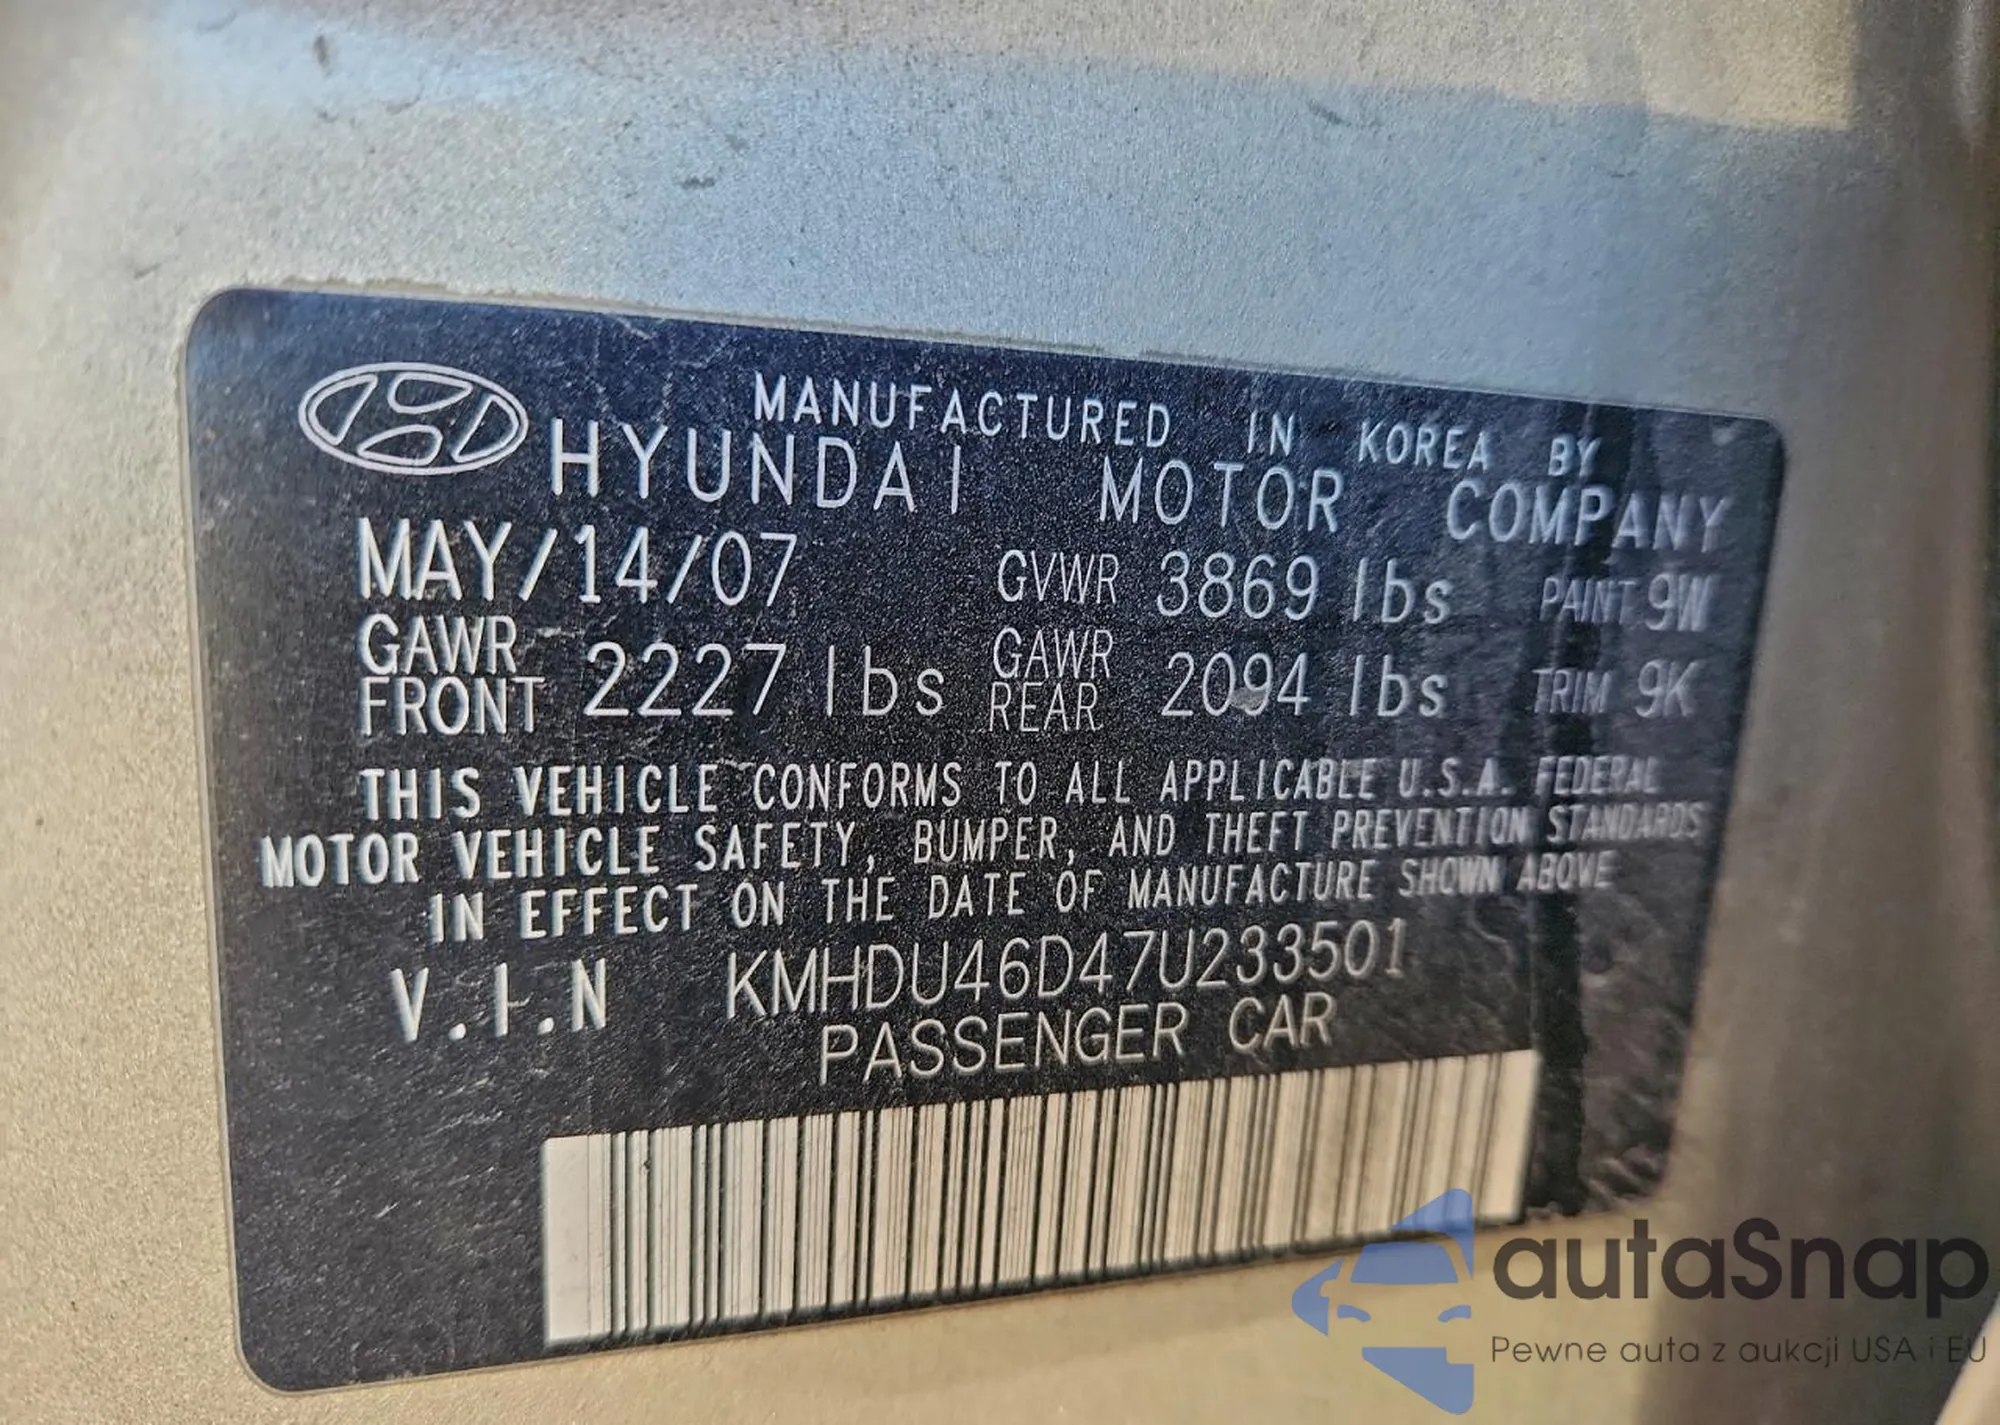 MANUFACTURED IN KOREA BY
HYUNDAI MOTOR COMPANY
MAY/14/07 GVWR 3869 lbs PAINT 9W
GAWR FRONT 2227 lbs GAWR REAR 2094 lbs TRIM 9K
THIS VEHICLE CONFORMS TO ALL APPLICABLE U.S.A. FEDERAL
MOTOR VEHICLE SAFETY, BUMPER, AND THEFT PREVENTION STANDARDS
IN EFFECT ON THE DATE OF MANUFACTURE SHOWN ABOVE
V.I.N KMHDU46D47U233501
PASSENGER CAR
autaSnap
Pewne auta z aukcji USA i EU